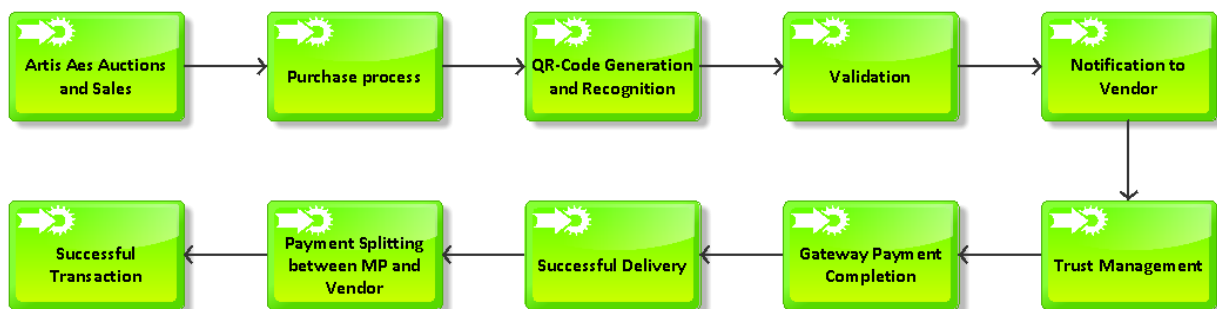 Artis Aes Auctions
and Sales
Purchase process
QR-Code Generation
and Recognition
Validation
Notification to
Vendor
Trust Management
Gateway Payment
Completion
Successful Delivery
Payment Splitting
between MP and
Vendor
Successful
Transaction